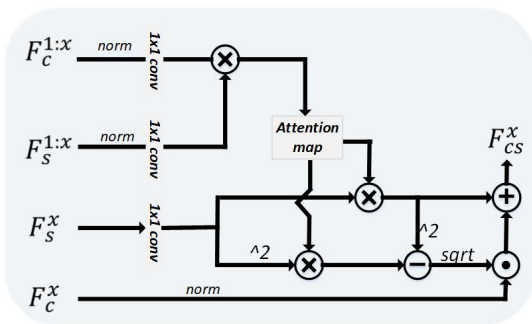 F_c^{1:x} norm 1x1 conv
F_s^{1:x} norm 1x1 conv
Attention
map
F_cs^x
F_s^x 1x1 conv
^2
^2
sqrt
F_c^x norm